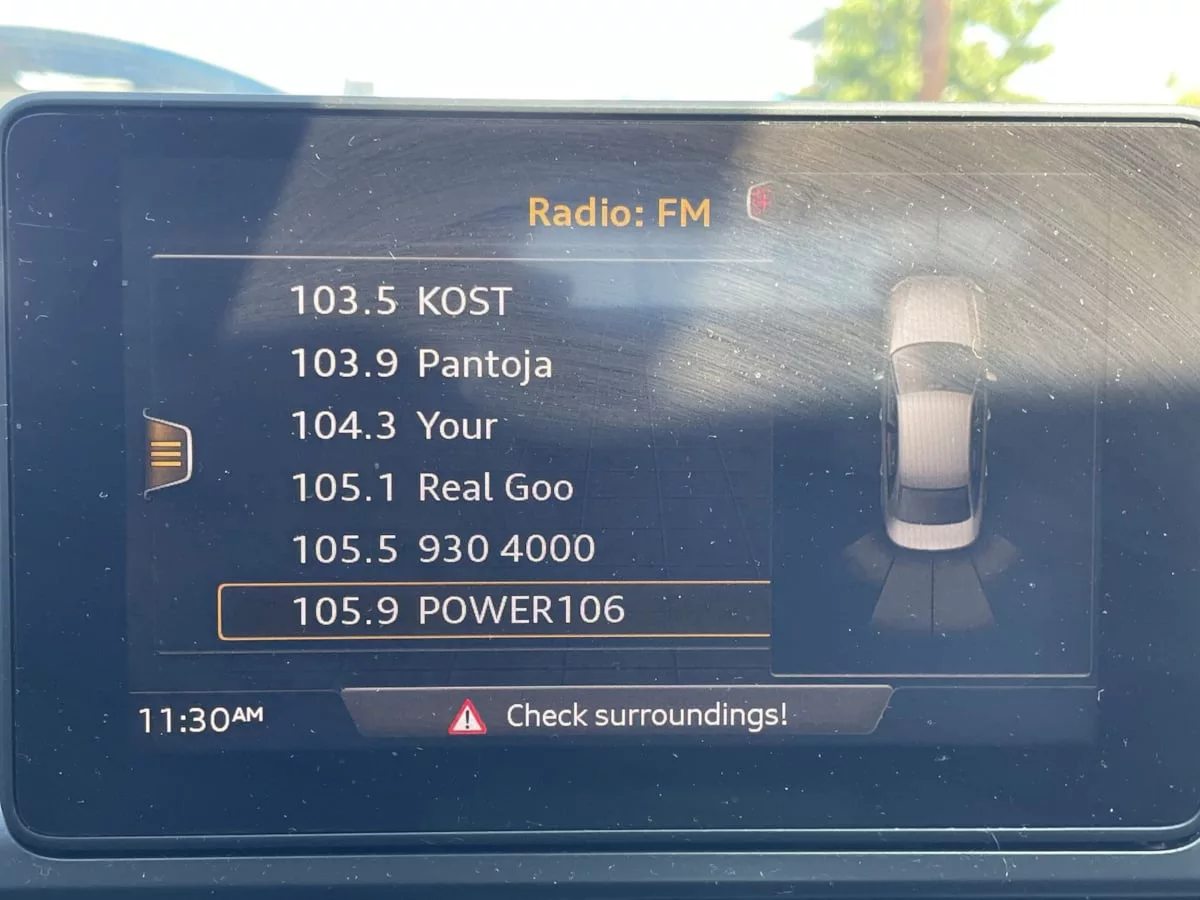 Radio: FM
103.5 KOST
103.9 Pantoja
104.3 Your
105.1 Real Goo
105.5 930 4000
105.9 POWER106
11:30AM
Check surroundings!